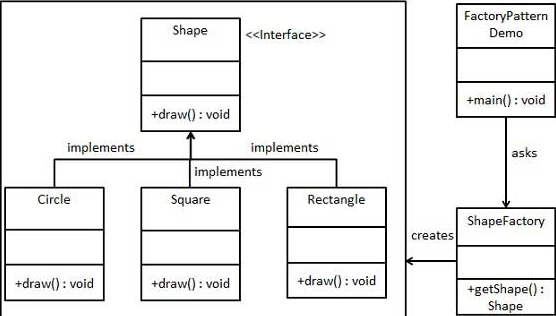 Shape
<<Interface>>
+draw() : void
FactoryPattern
Demo
+main() : void
implements
implements
implements
asks
Circle
+draw() : void
Square
+draw() : void
Rectangle
+draw() : void
creates
ShapeFactory
+getShape() :
Shape